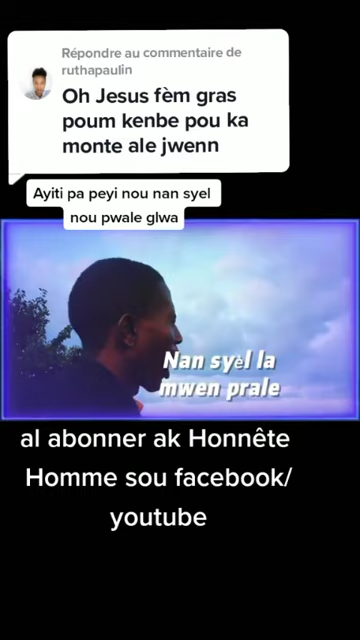 Répondre au commentaire de
ruthapaulin
Oh Jesus fèm gras
poum kenbe pou ka
monte ale jwenn
Ayiti pa peyi nou nan syel
nou pwale glwa
Nan syèl la
mwen prale
al abonner ak Honnête
Homme sou facebook/
youtube